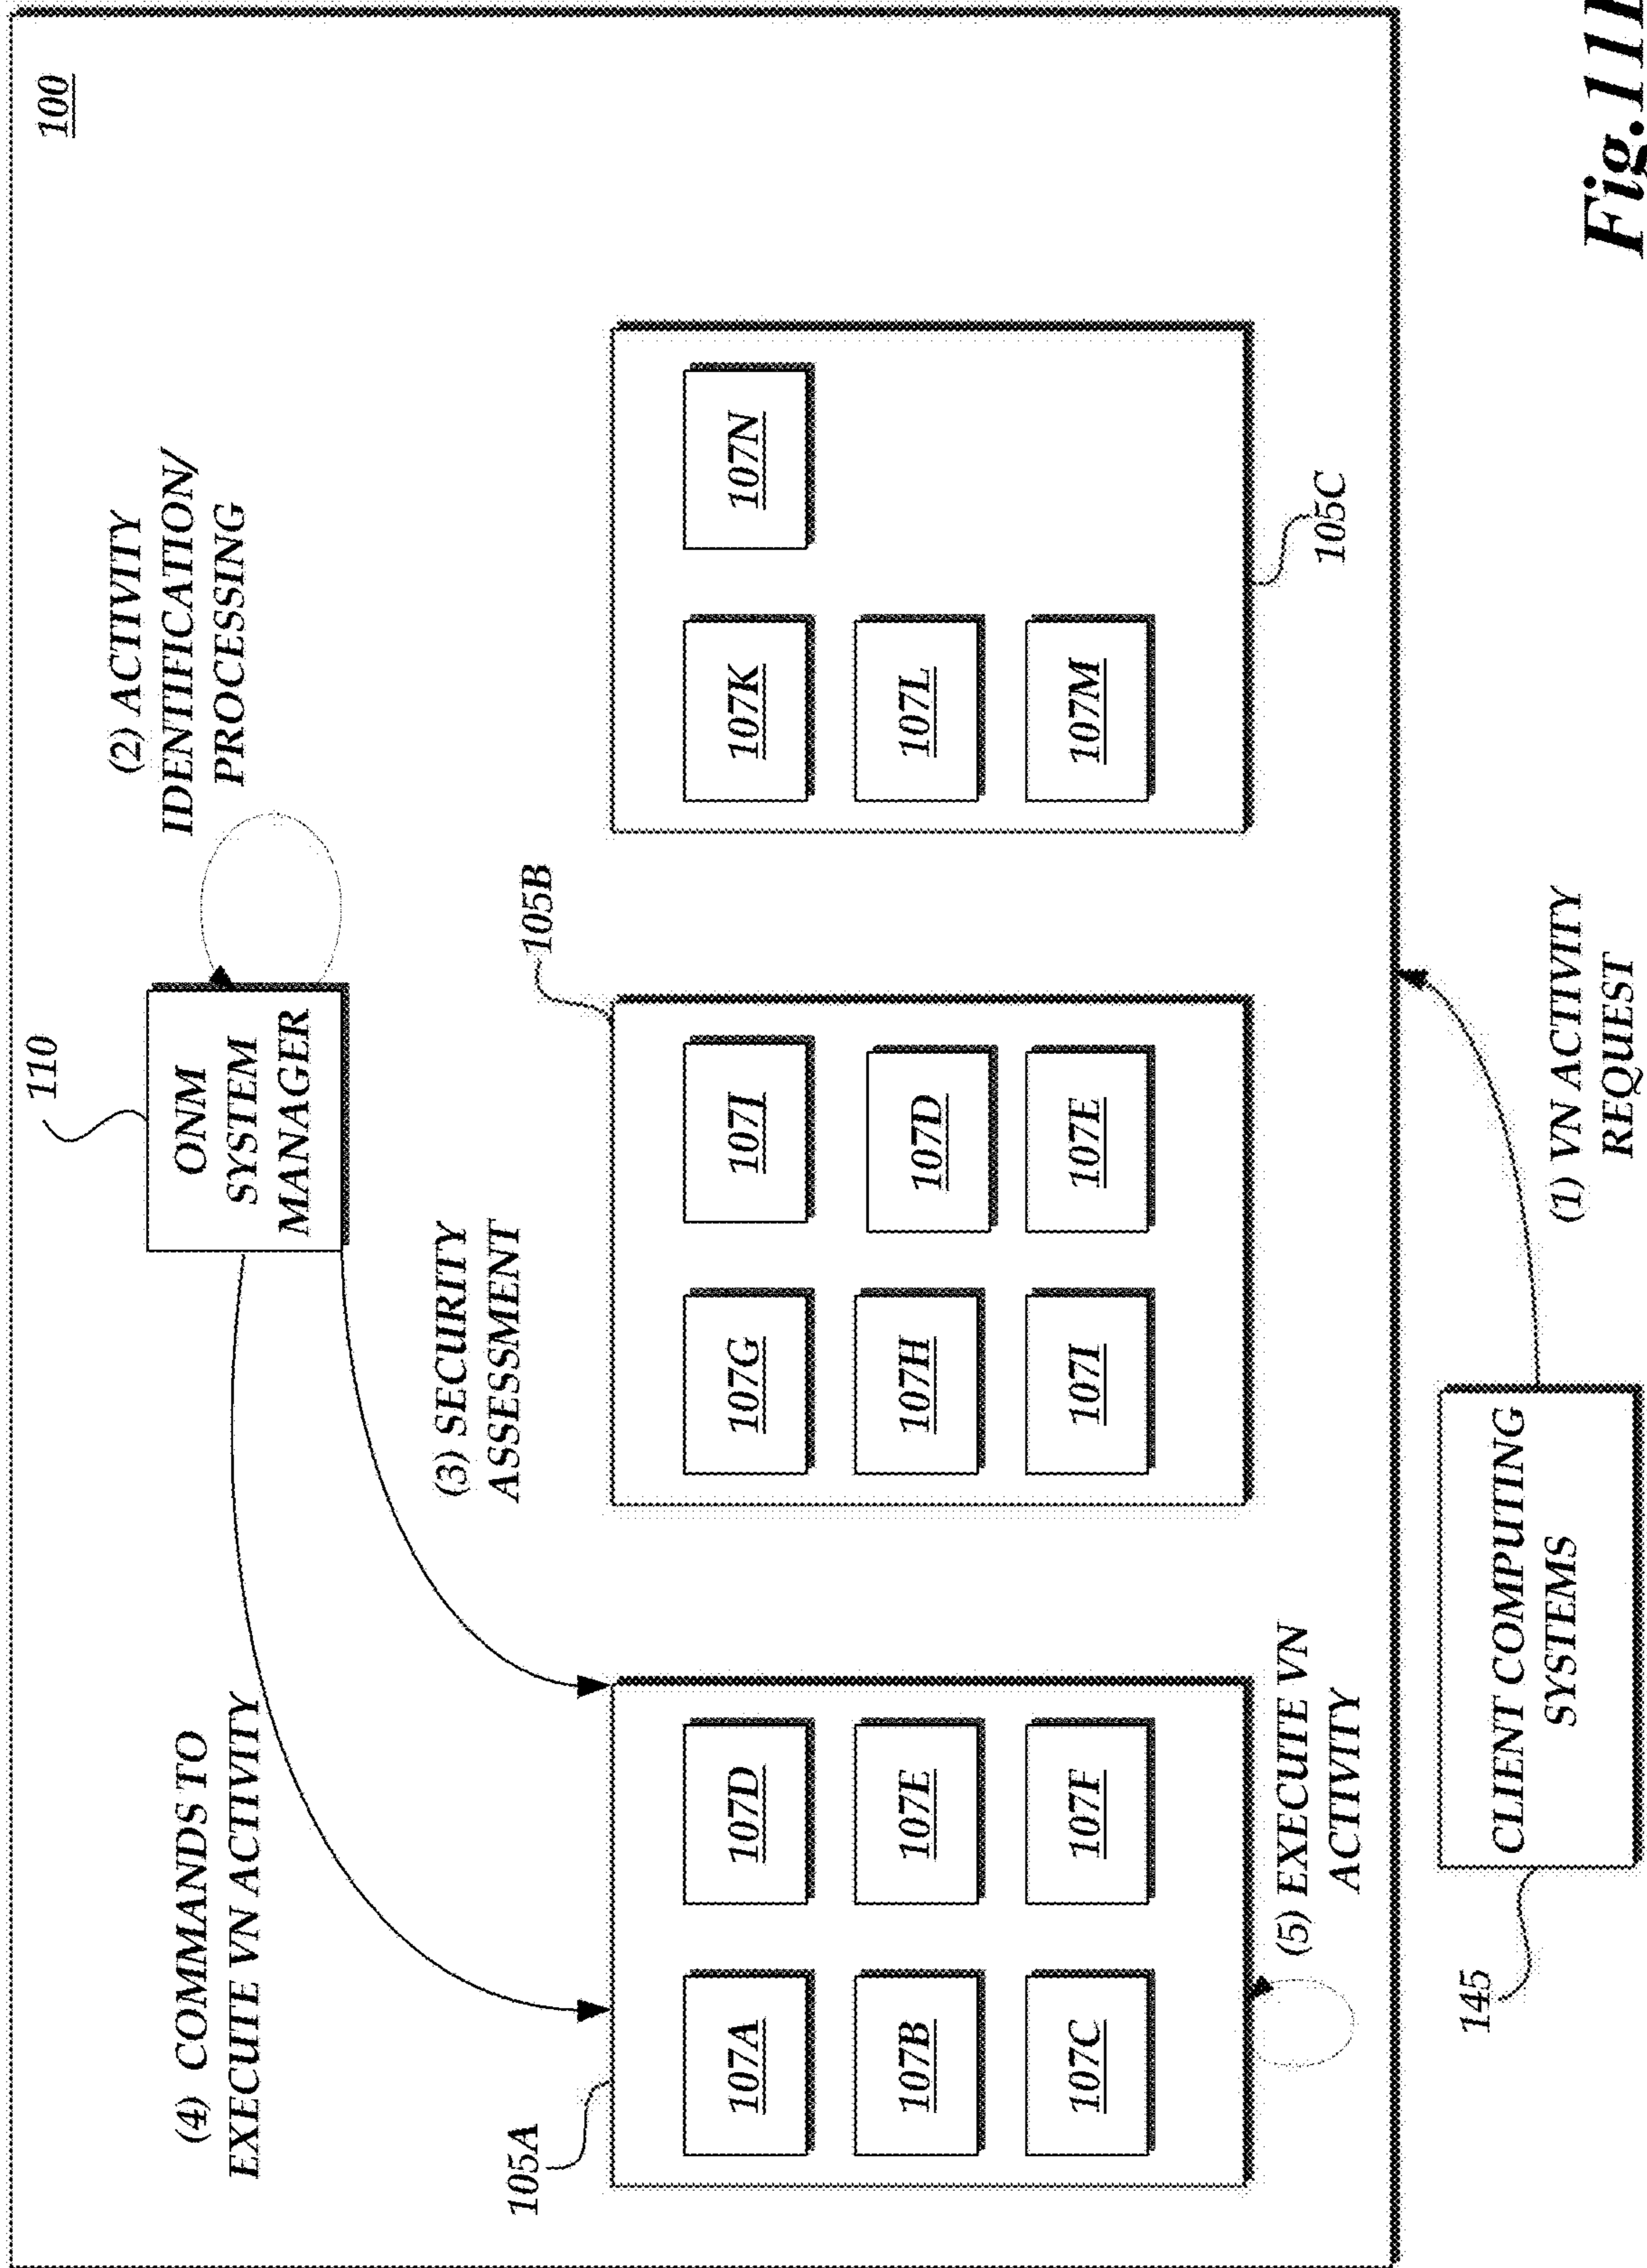 110
100
ONM
SYSTEM
MANAGER
(2) ACTIVITY
IDENTIFICATION/
PROCESSING
(4) COMMANDS TO
EXECUTE VN ACTIVITY
(3) SECURITY
ASSESSMENT
105A
105B
107A
107D
107B
107E
107C
107F
107G
107J
107H
107D
107I
107E
107K
107N
107L
107M
105C
(5) EXECUTE VN
ACTIVITY
145
CLIENT COMPUTING
SYSTEMS
(1) VN ACTIVITY
REQUEST